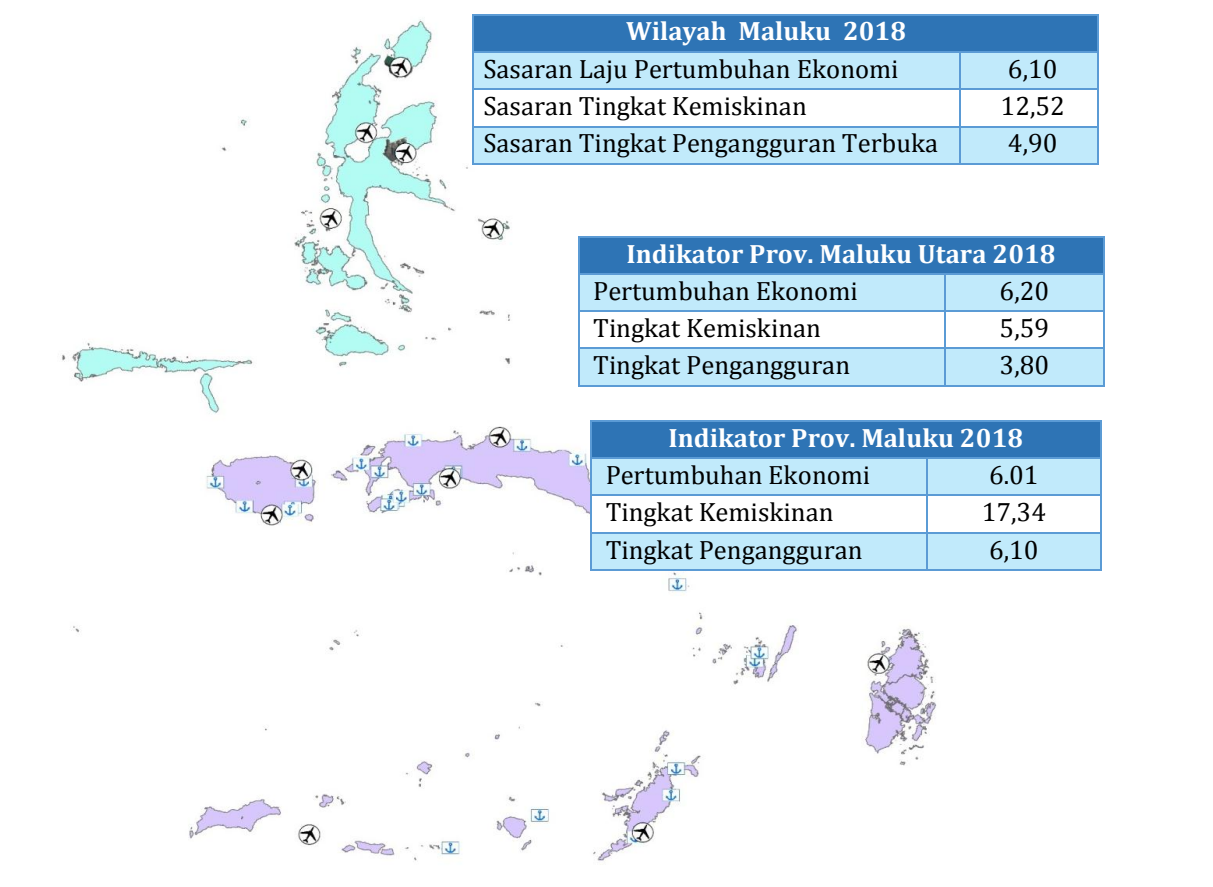 Wilayah Maluku 2018
Sasaran Laju Pertumbuhan Ekonomi 6,10
Sasaran Tingkat Kemiskinan 12,52
Sasaran Tingkat Pengangguran Terbuka 4,90
Indikator Prov. Maluku Utara 2018
Pertumbuhan Ekonomi 6,20
Tingkat Kemiskinan 5,59
Tingkat Pengangguran 3,80
Indikator Prov. Maluku 2018
Pertumbuhan Ekonomi 6.01
Tingkat Kemiskinan 17,34
Tingkat Pengangguran 6,10